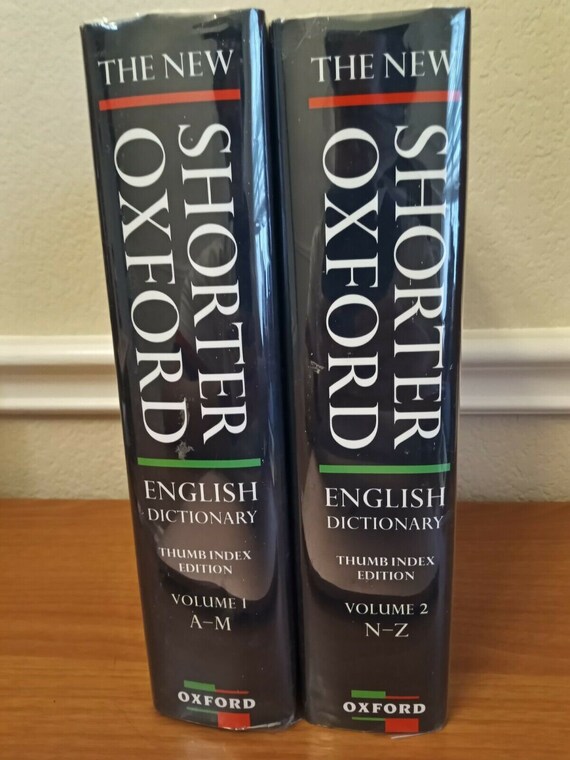 THE NEW
SHORTER
OXFORD
ENGLISH
DICTIONARY
THUMB INDEX
EDITION
VOLUME 1
A–M
OXFORD
THE NEW
SHORTER
OXFORD
ENGLISH
DICTIONARY
THUMB INDEX
EDITION
VOLUME 2
N–Z
OXFORD